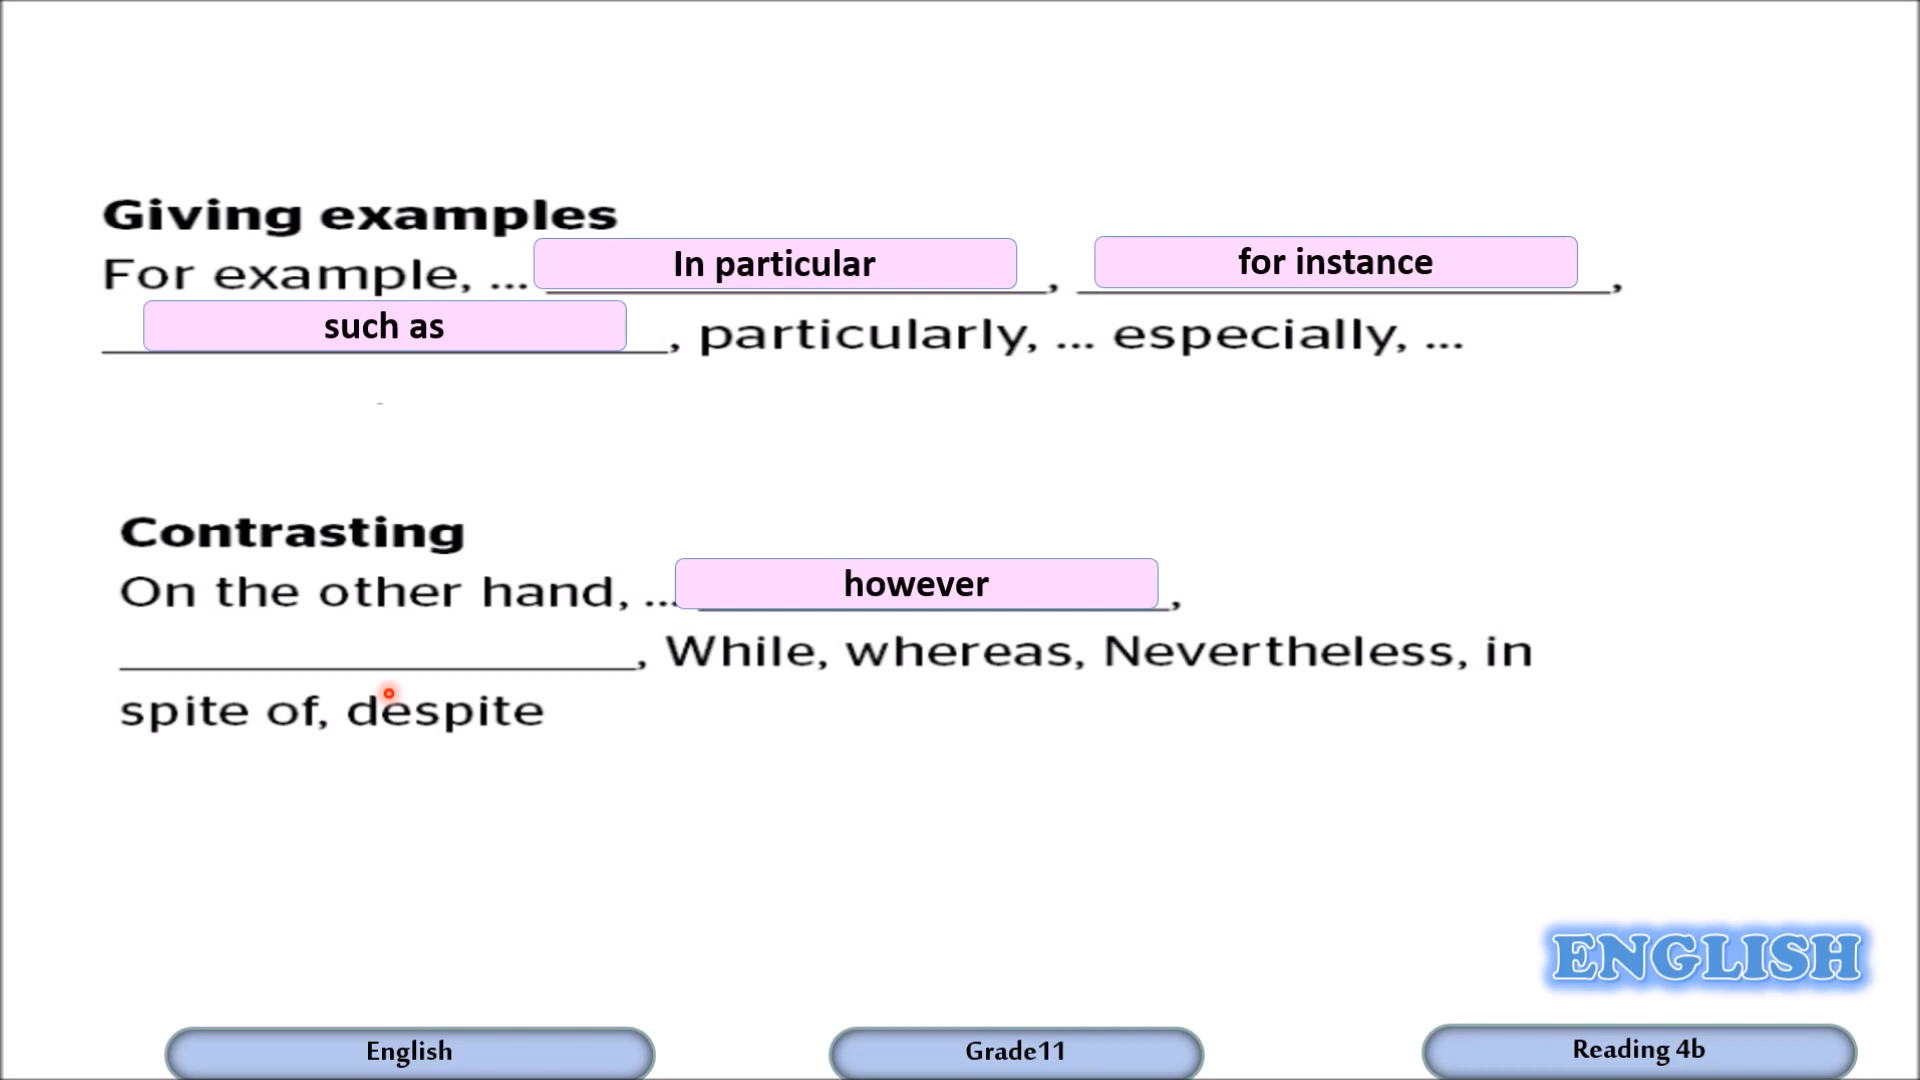 Giving examples
For example, ... In particular, for instance,
such as, particularly, ... especially, ...
Contrasting
On the other hand, ... however,
____________________, While, whereas, Nevertheless, in
spite of, despite
ENGLISH
English
Grade11
Reading 4b